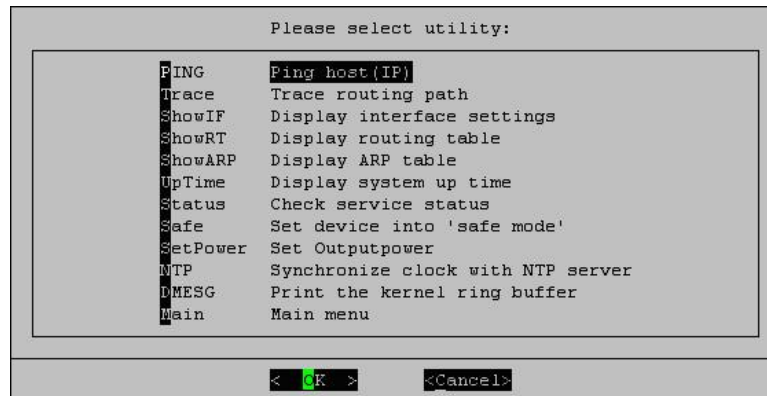 Please select utility:
PING Ping host(IP)
Trace Trace routing path
ShowIF Display interface settings
ShowRT Display routing table
ShowARP Display ARP table
UpTime Display system up time
Status Check service status
Safe Set device into 'safe mode'
SetPower Set Outputpower
NTP Synchronize clock with NTP server
DMESG Print the kernel ring buffer
Main Main menu
< OK > <Cancel>